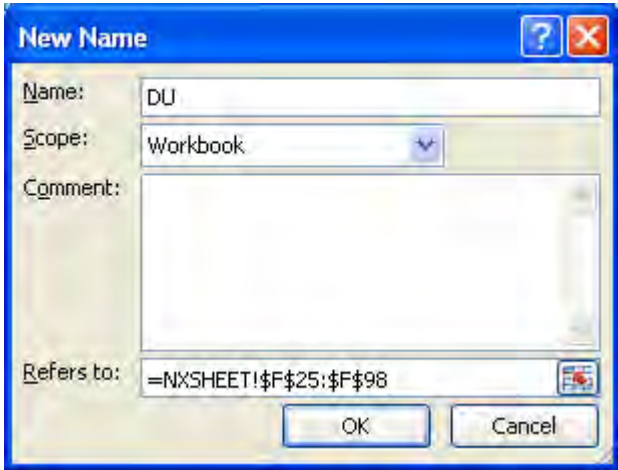 New Name
Name: DU
Scope: Workbook
Comment:
Refers to: =NXSHEET!$F$25:$F$98
OK Cancel